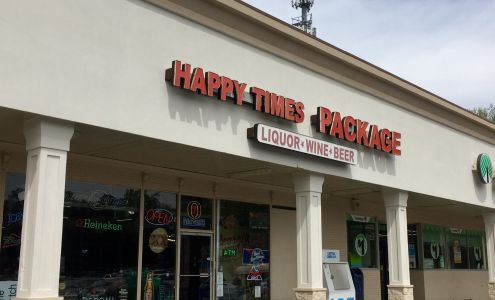 HAPPY TIMES PACKAGE
LIQUOR • WINE • BEER
Heineken
OPEN
ATM